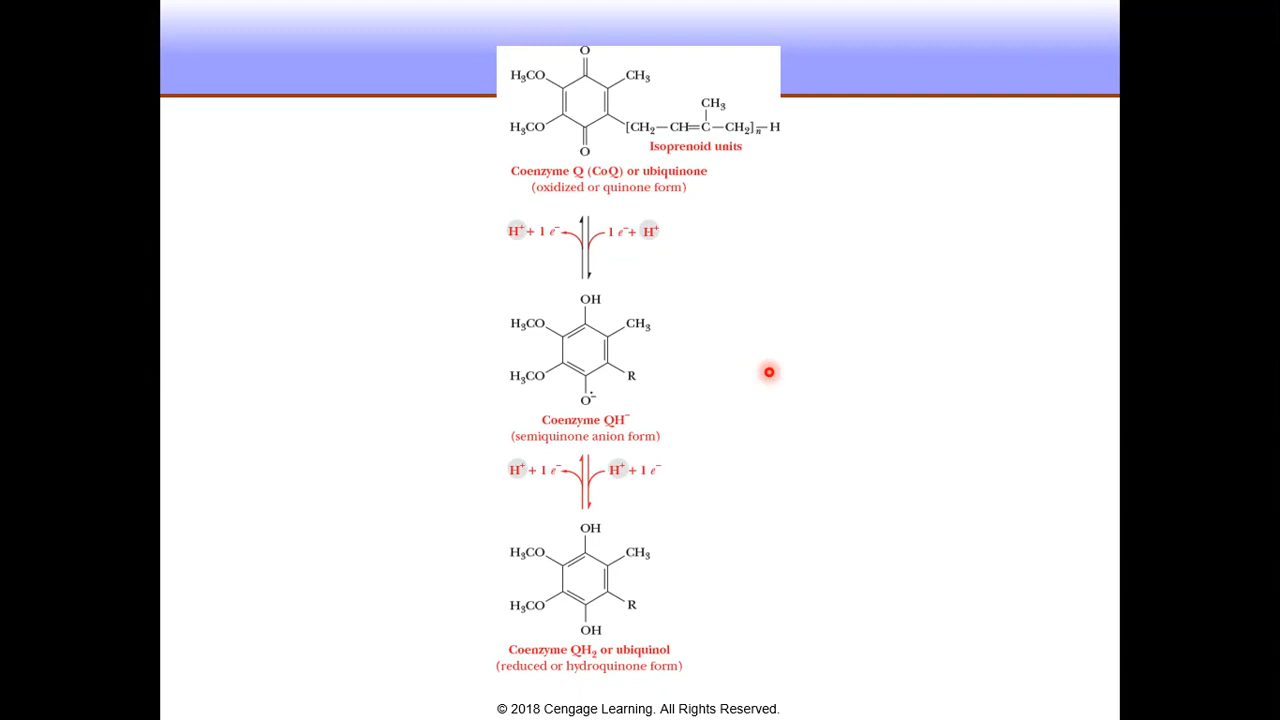 O
H₃CO CH₃
CH₃
H₃CO [CH₂—CH=C—CH₂]ₙ—H
O Isoprenoid units
Coenzyme Q (CoQ) or ubiquinone
(oxidized or quinone form)
H⁺ + 1 e⁻ 1 e⁻ + H⁺
OH
H₃CO CH₃
H₃CO R
O⁻
Coenzyme QH⁻
(semiquinone anion form)
H⁺ + 1 e⁻ H⁺ + 1 e⁻
OH
H₃CO CH₃
H₃CO R
OH
Coenzyme QH₂ or ubiquinol
(reduced or hydroquinone form)
© 2018 Cengage Learning. All Rights Reserved.